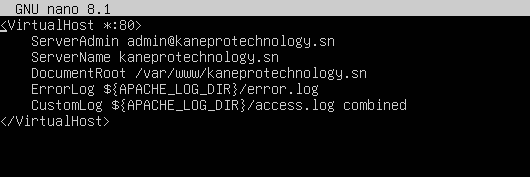 GNU nano 8.1
<VirtualHost *:80>
ServerAdmin admin@kaneprotechnology.sn
ServerName kaneprotechnology.sn
DocumentRoot /var/www/kaneprotechnology.sn
ErrorLog ${APACHE_LOG_DIR}/error.log
CustomLog ${APACHE_LOG_DIR}/access.log combined
</VirtualHost>